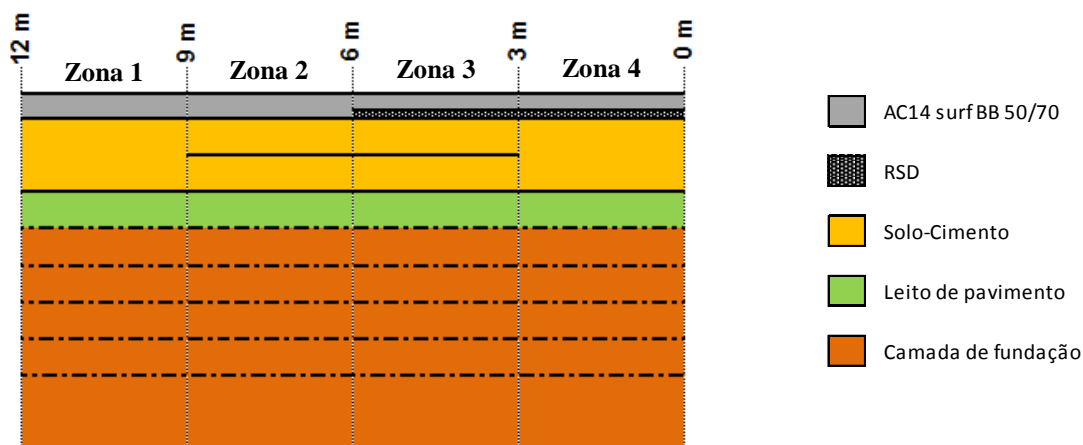 12 m
9 m
6 m
3 m
0 m
Zona 1
Zona 2
Zona 3
Zona 4
AC14 surf BB 50/70
RSD
Solo-Cimento
Leito de pavimento
Camada de fundação